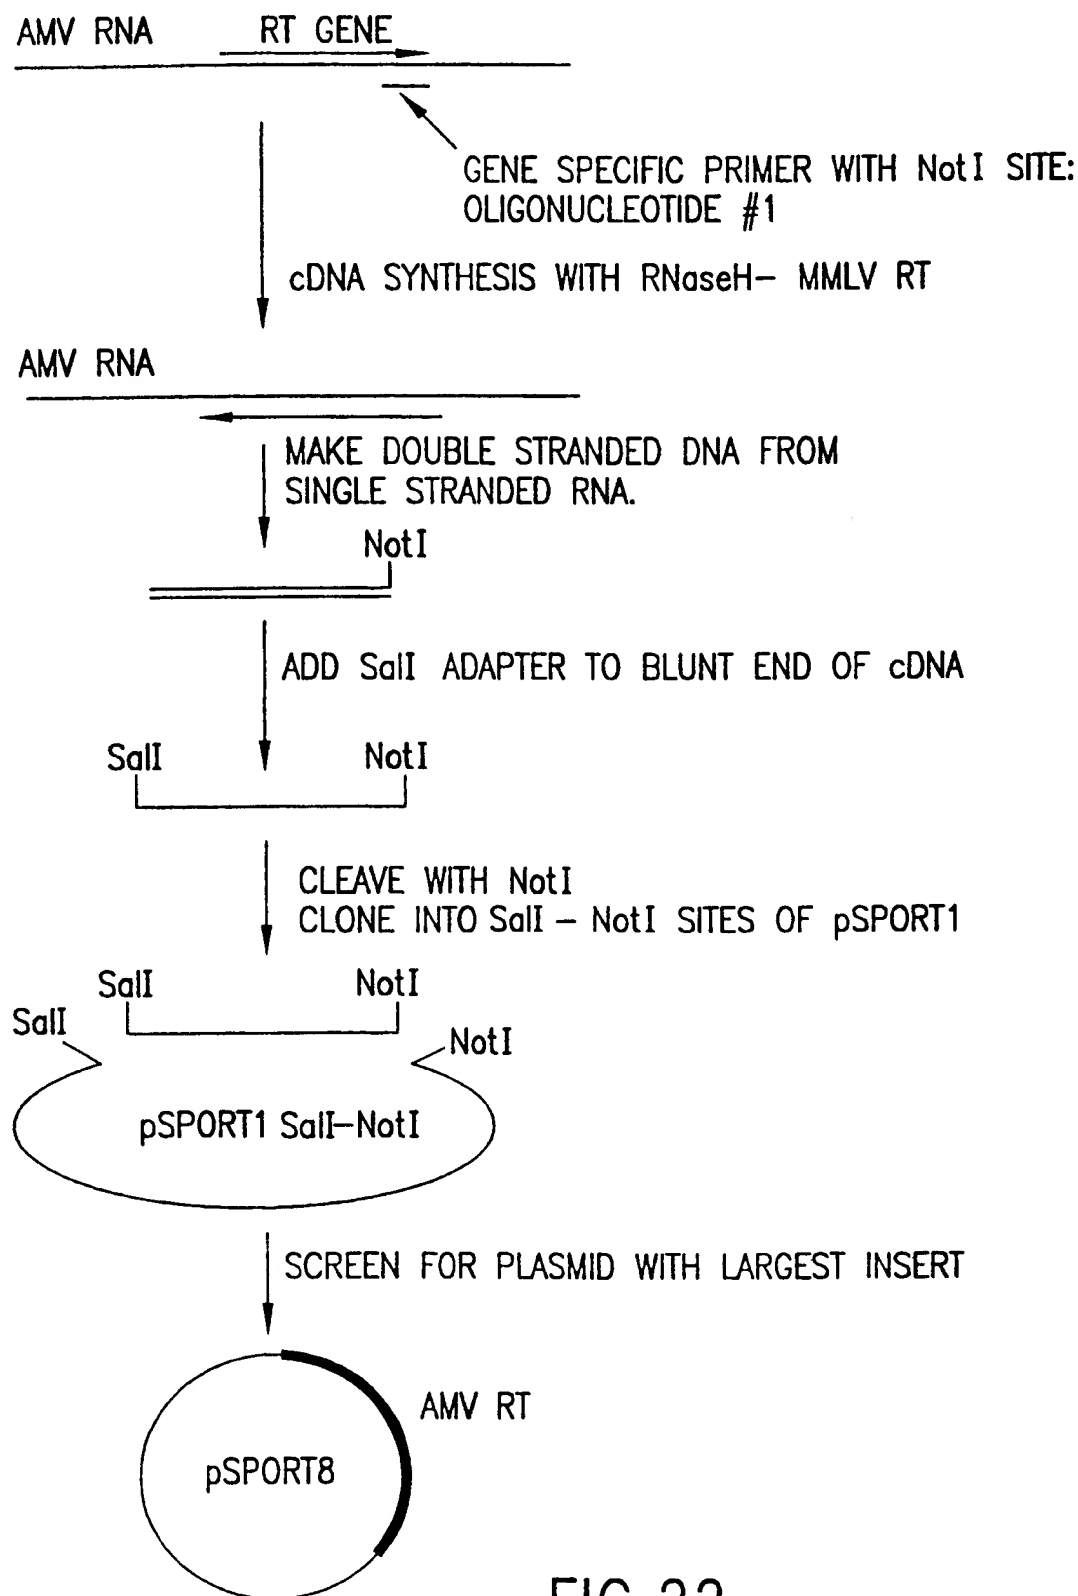 AMV RNA RT GENE
GENE SPECIFIC PRIMER WITH NotI SITE:
OLIGONUCLEOTIDE #1
cDNA SYNTHESIS WITH RNaseH– MMLV RT
AMV RNA
MAKE DOUBLE STRANDED DNA FROM
SINGLE STRANDED RNA.
NotI
ADD SalI ADAPTER TO BLUNT END OF cDNA
SalI NotI
CLEAVE WITH NotI
CLONE INTO SalI – NotI SITES OF pSPORT1
SalI NotI
SalI NotI
pSPORT1 SalI–NotI
SCREEN FOR PLASMID WITH LARGEST INSERT
AMV RT
pSPORT8